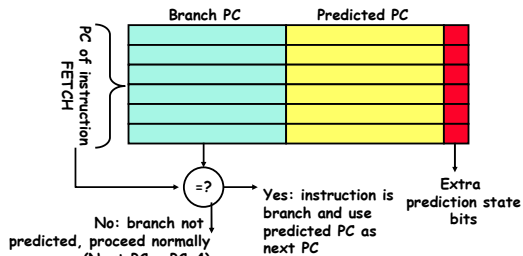 Branch PC
Predicted PC
PC of instruction
FETCH
=?
Yes: instruction is
branch and use
predicted PC as
next PC
Extra
prediction state
bits
No: branch not
predicted, proceed normally